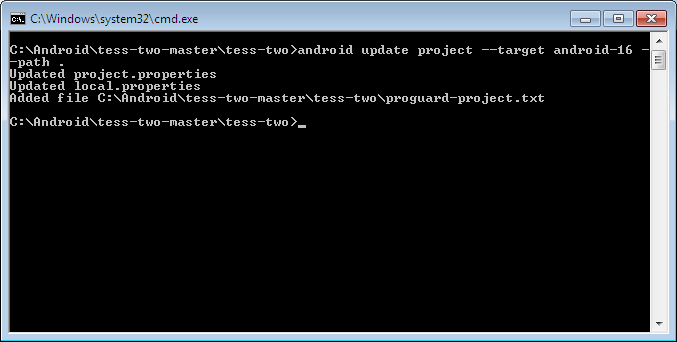 C:\Windows\system32\cmd.exe
C:\Android\tess-two-master\tess-two>android update project --target android-16 -
-path .
Updated project.properties
Updated local.properties
Added file C:\Android\tess-two-master\tess-two\proguard-project.txt
C:\Android\tess-two-master\tess-two>_